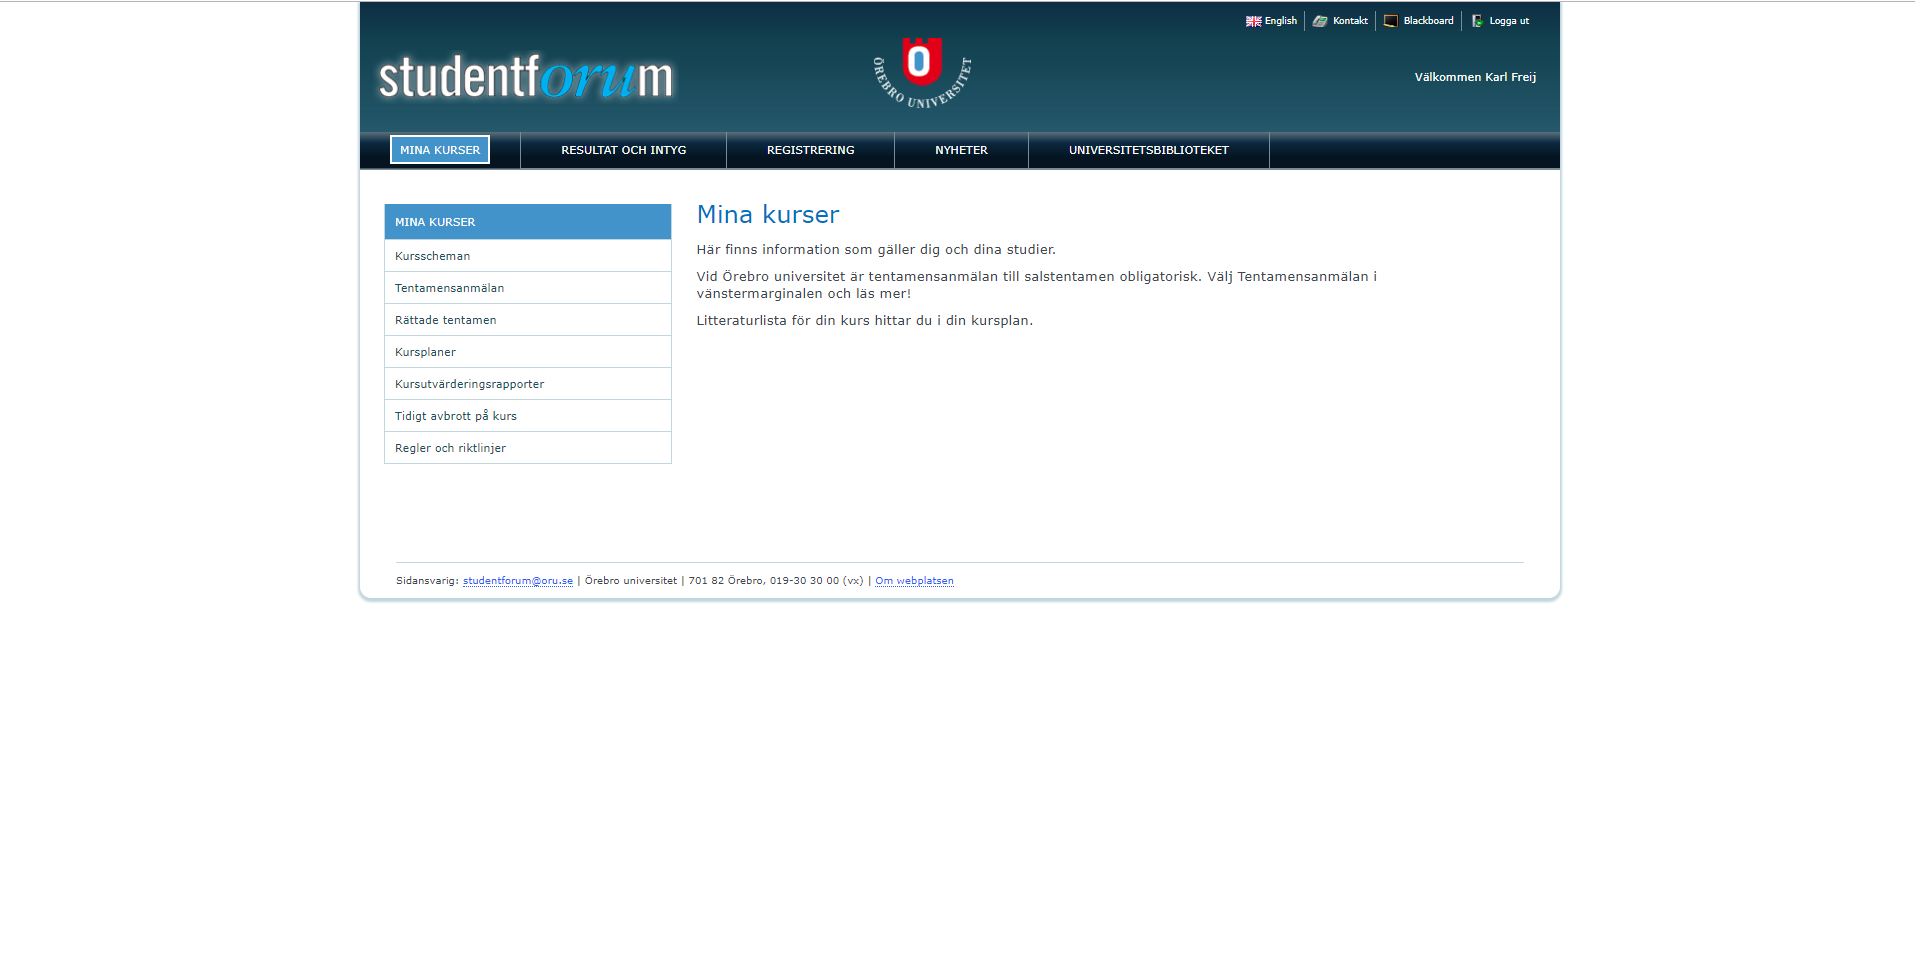 English
Kontakt
Blackboard
Logga ut
studentforum
ÖREBRO UNIVERSITET
Välkommen Karl Freij
MINA KURSER
RESULTAT OCH INTYG
REGISTRERING
NYHETER
UNIVERSITETSBIBLIOTEKET
MINA KURSER
Kursscheman
Tentamensanmälan
Rättade tentamen
Kursplaner
Kursutvärderingsrapporter
Tidigt avbrott på kurs
Regler och riktlinjer
Mina kurser
Här finns information som gäller dig och dina studier.
Vid Örebro universitet är tentamensanmälan till salstentamen obligatorisk. Välj Tentamensanmälan i
vänstermarginalen och läs mer!
Litteraturlista för din kurs hittar du i din kursplan.
Sidansvarig: studentforum@oru.se | Örebro universitet | 701 82 Örebro, 019-30 30 00 (vx) | Om webplatsen